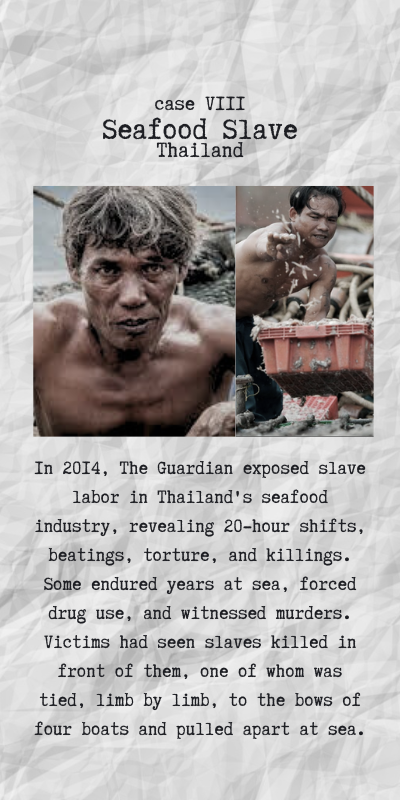 case VIII
Seafood Slave
Thailand
In 2014, The Guardian exposed slave
labor in Thailand's seafood
industry, revealing 20-hour shifts,
beatings, torture, and killings.
Some endured years at sea, forced
drug use, and witnessed murders.
Victims had seen slaves killed in
front of them, one of whom was
tied, limb by limb, to the bows of
four boats and pulled apart at sea.